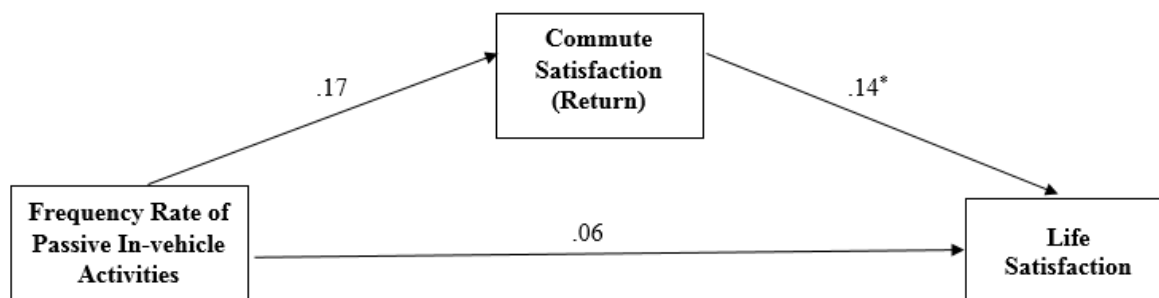 Commute
Satisfaction
(Return)
.17
.14*
Frequency Rate of
Passive In-vehicle
Activities
.06
Life
Satisfaction